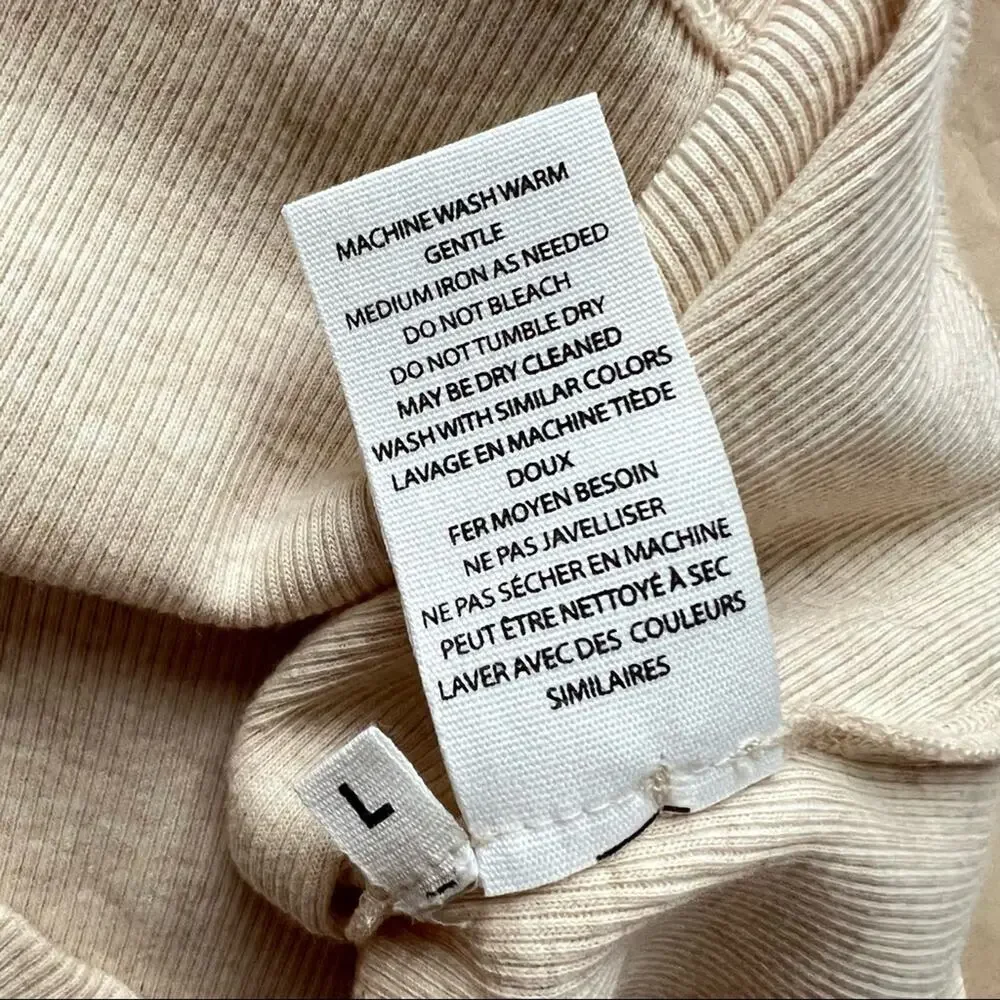 MACHINE WASH WARM
GENTLE
MEDIUM IRON AS NEEDED
DO NOT BLEACH
DO NOT TUMBLE DRY
MAY BE DRY CLEANED
WASH WITH SIMILAR COLORS
LAVAGE EN MACHINE TIÈDE
DOUX
FER MOYEN BESOIN
NE PAS JAVELLISER
NE PAS SÉCHER EN MACHINE
PEUT ÊTRE NETTOYÉ À SEC
LAVER AVEC DES COULEURS
SIMILAIRES
L